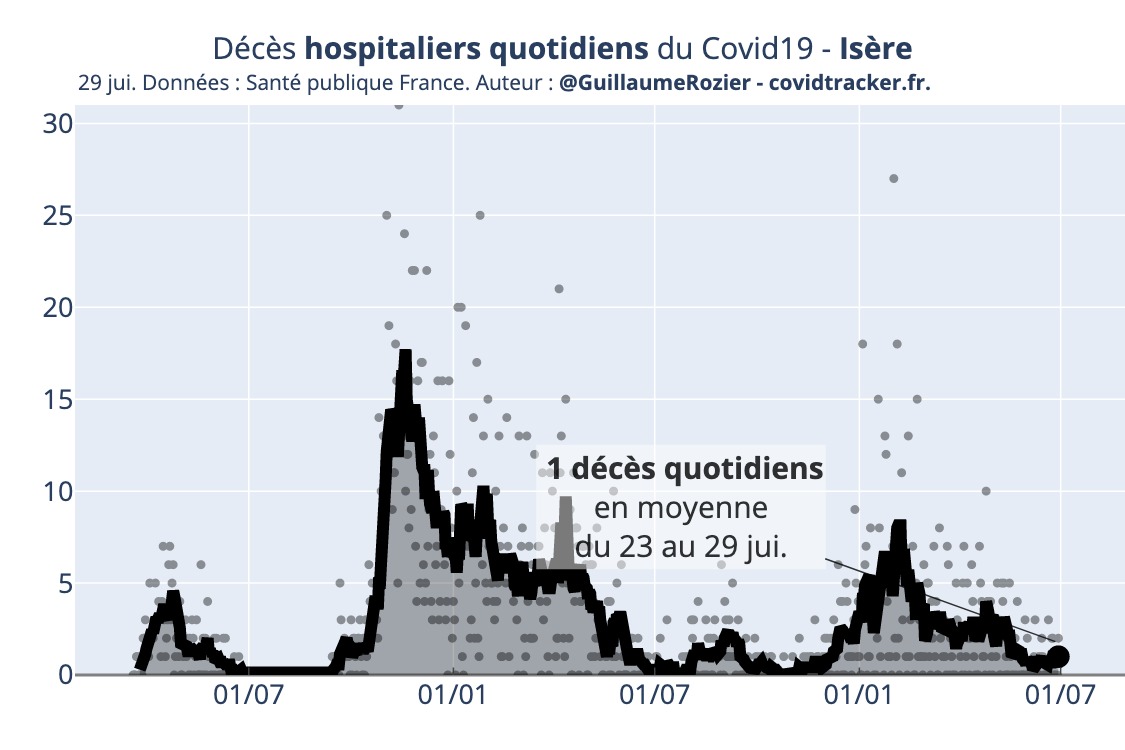 Décès hospitaliers quotidiens du Covid19 - Isère
29 jui. Données : Santé publique France. Auteur : @GuillaumeRozier - covidtracker.fr.
30
25
20
15
10
5
0
1 décès quotidiens
en moyenne
du 23 au 29 jui.
01/07 01/01 01/07 01/01 01/07